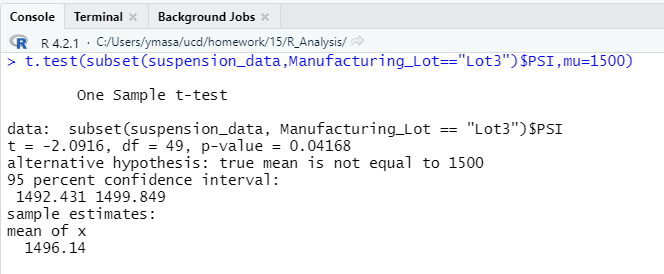 Console Terminal × Background Jobs ×
R R 4.2.1 · C:/Users/ymasa/ucd/homework/15/R_Analysis/
> t.test(subset(suspension_data,Manufacturing_Lot=="Lot3")$PSI,mu=1500)
One Sample t-test
data:  subset(suspension_data, Manufacturing_Lot == "Lot3")$PSI
t = -2.0916, df = 49, p-value = 0.04168
alternative hypothesis: true mean is not equal to 1500
95 percent confidence interval:
1492.431 1499.849
sample estimates:
mean of x
1496.14